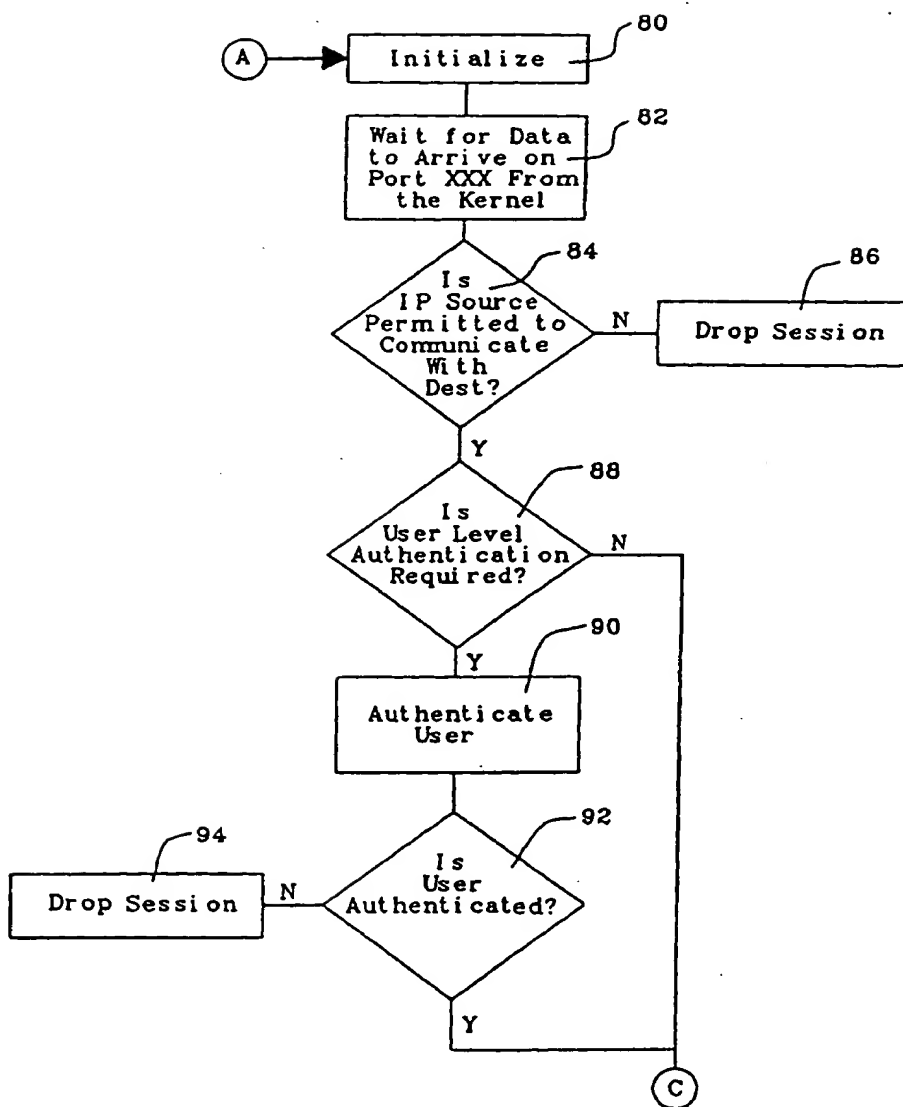 80
A
Initialize
82
Wait for Data
to Arrive on
Port XXX From
the Kernel
84
Is
IP Source
Permitted to
Communicate
With
Dest?
N
86
Drop Session
Y
88
Is
User Level
Authentication
Required?
N
Y
90
Authenticate
User
92
Is
User
Authenticated?
94
N
Drop Session
Y
C